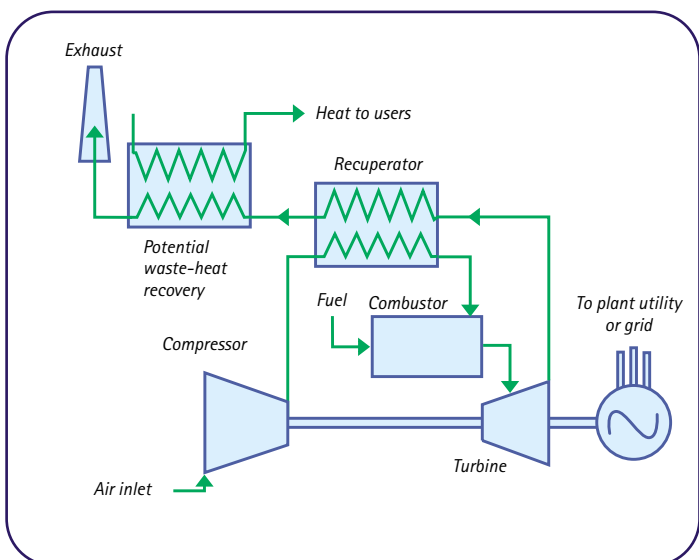 Exhaust
Heat to users
Recuperator
Potential
waste-heat
recovery
Fuel
Combustor
To plant utility
or grid
Compressor
Turbine
Air inlet